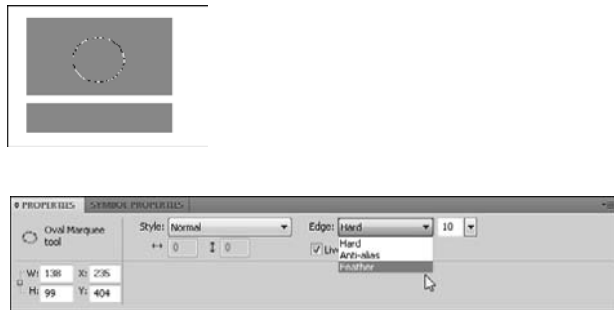 PROPERTIES SYMBOL PROPERTIES
Oval Marquee tool
Style: Normal
Edge: Hard 10
0 0
Live
Hard
Anti-alias
Feather
W: 138 X: 235
H: 99 Y: 404